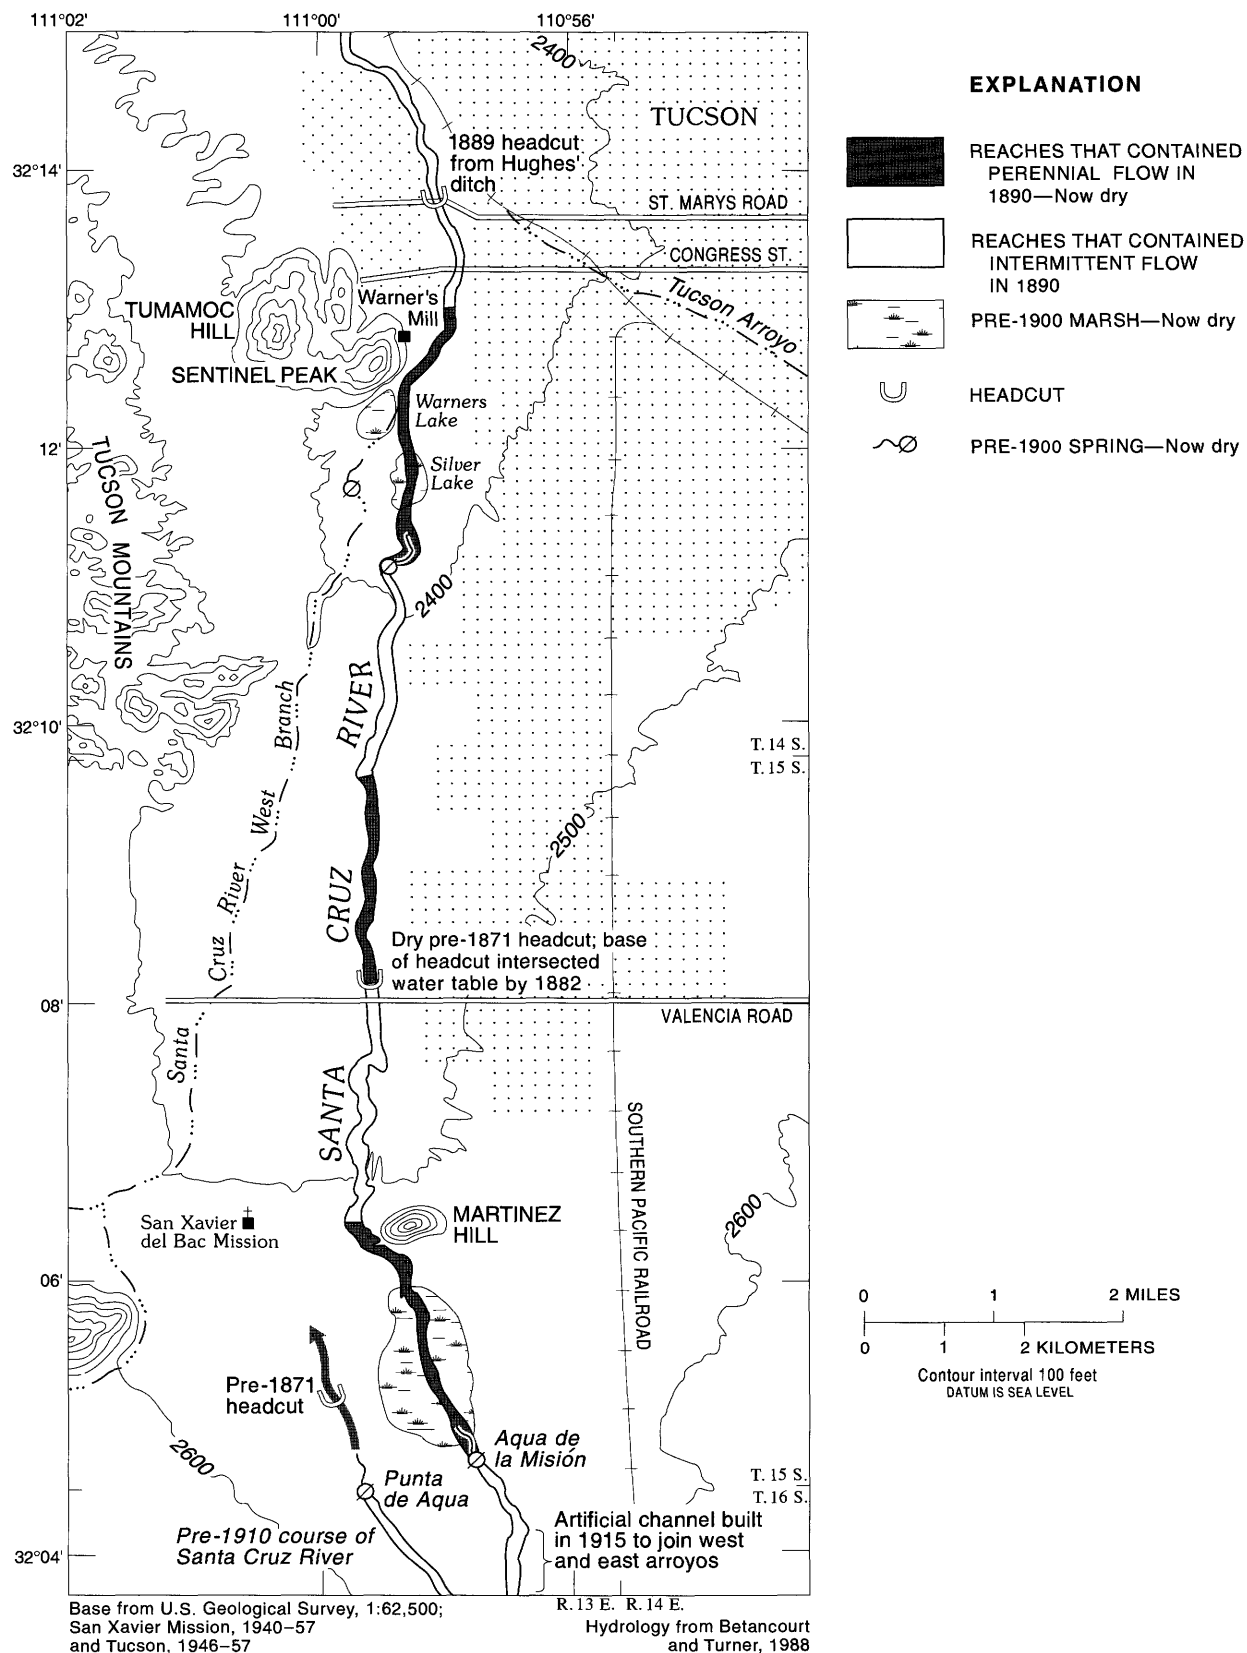 111°02'
111°00'
110°56'
2400
TUCSON
1889 headcut
from Hughes'
ditch
32°14'
ST. MARYS ROAD
CONGRESS ST.
Tucson Arroyo
Warner's
Mill
TUMAMOC
HILL
SENTINEL PEAK
Warners
Lake
12'
Silver
Lake
TUCSON MOUNTAINS
2400
32°10'
T. 14 S.
T. 15 S.
2500
SANTA CRUZ RIVER
Santa Cruz River West Branch
Dry pre-1871 headcut; base
of headcut intersected
water table by 1882
08'
VALENCIA ROAD
SOUTHERN PACIFIC RAILROAD
2600
San Xavier
del Bac Mission
MARTINEZ
HILL
06'
Pre-1871
headcut
2600
Aqua de
la Misión
Punta
de Aqua
T. 15 S.
T. 16 S.
Pre-1910 course of
Santa Cruz River
Artificial channel built
in 1915 to join west
and east arroyos
32°04'
R. 13 E. R. 14 E.
Base from U.S. Geological Survey, 1:62,500;
San Xavier Mission, 1940–57
and Tucson, 1946–57
Hydrology from Betancourt
and Turner, 1988
EXPLANATION
REACHES THAT CONTAINED
PERENNIAL FLOW IN
1890—Now dry
REACHES THAT CONTAINED
INTERMITTENT FLOW
IN 1890
PRE-1900 MARSH—Now dry
HEADCUT
PRE-1900 SPRING—Now dry
0 1 2 MILES
0 1 2 KILOMETERS
Contour interval 100 feet
DATUM IS SEA LEVEL